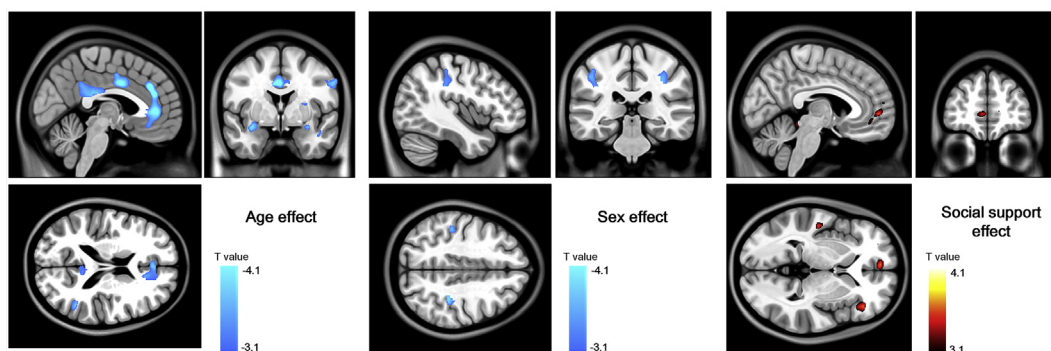 Age effect
T value
-4.1
-3.1
Sex effect
T value
-4.1
-3.1
Social support
effect
T value
4.1
3.1